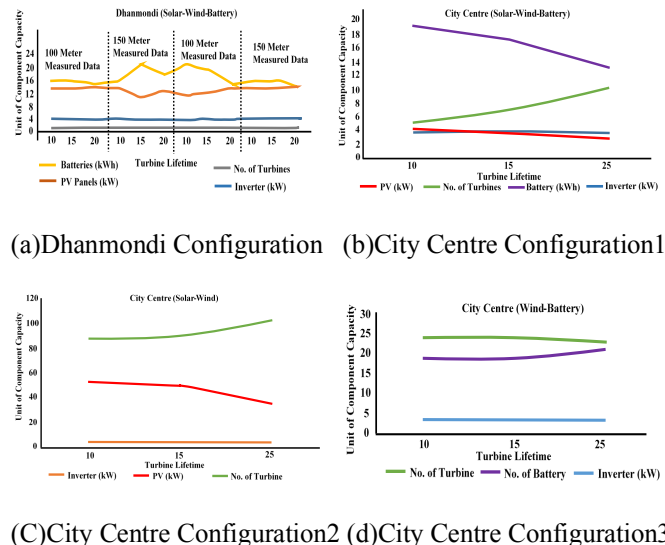 Dhanmondi (Solar-Wind-Battery)
100 Meter
Measured Data
150 Meter
Measured Data
100 Meter
Measured Data
150 Meter
Measured Data
Unit of Component Capacity
24
20
16
12
8
4
0
10 15 20 10 15 20 10 15 20 10 15 20
Turbine Lifetime
Batteries (kWh)
No. of Turbines
PV Panels (kW)
Inverter (kW)
City Centre (Solar-Wind-Battery)
Unit of Component Capacity
20
18
16
14
12
10
8
6
4
2
0
10 15 25
Turbine Lifetime
PV (kW) No. of Turbines Battery (kWh) Inverter (kW)
(a)Dhanmondi Configuration (b)City Centre Configuration1
City Centre (Solar-Wind)
Unit of Component Capacity
120
100
80
60
40
20
0
10 15 25
Turbine Lifetime
Inverter (kW) PV (kW) No. of Turbine
City Centre (Wind-Battery)
Unit of Component Capacity
30
25
20
15
10
5
0
10 15 25
Turbine Lifetime
No. of Turbine No. of Battery Inverter (kW)
(C)City Centre Configuration2 (d)City Centre Configuration3